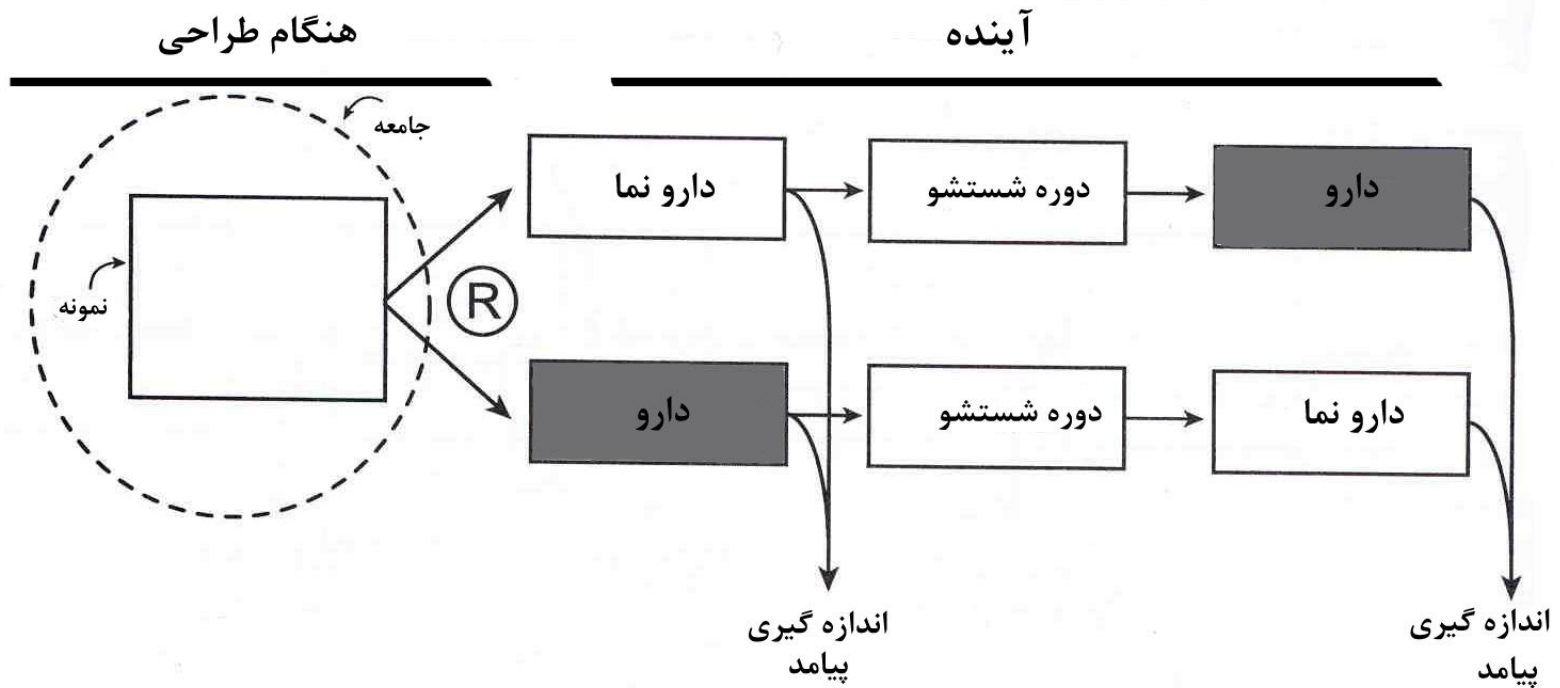 هنگام طراحی
آینده
جامعه
نمونه
R
دارو نما
دوره شستشو
دارو
دارو
دوره شستشو
دارو نما
اندازه گیری
پیامد
اندازه گیری
پیامد